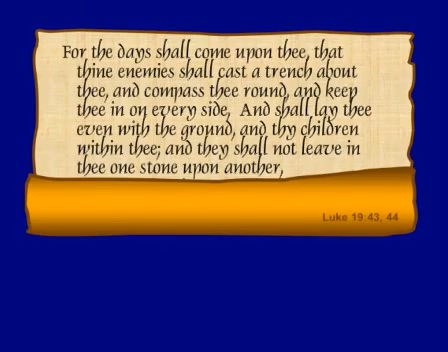 For the days shall come upon thee, that
thine enemies shall cast a trench about
thee, and compass thee round, and keep
thee in on every side, And shall lay thee
even with the ground, and thy children
within thee; and they shall not leave in
thee one stone upon another,
Luke 19:43, 44